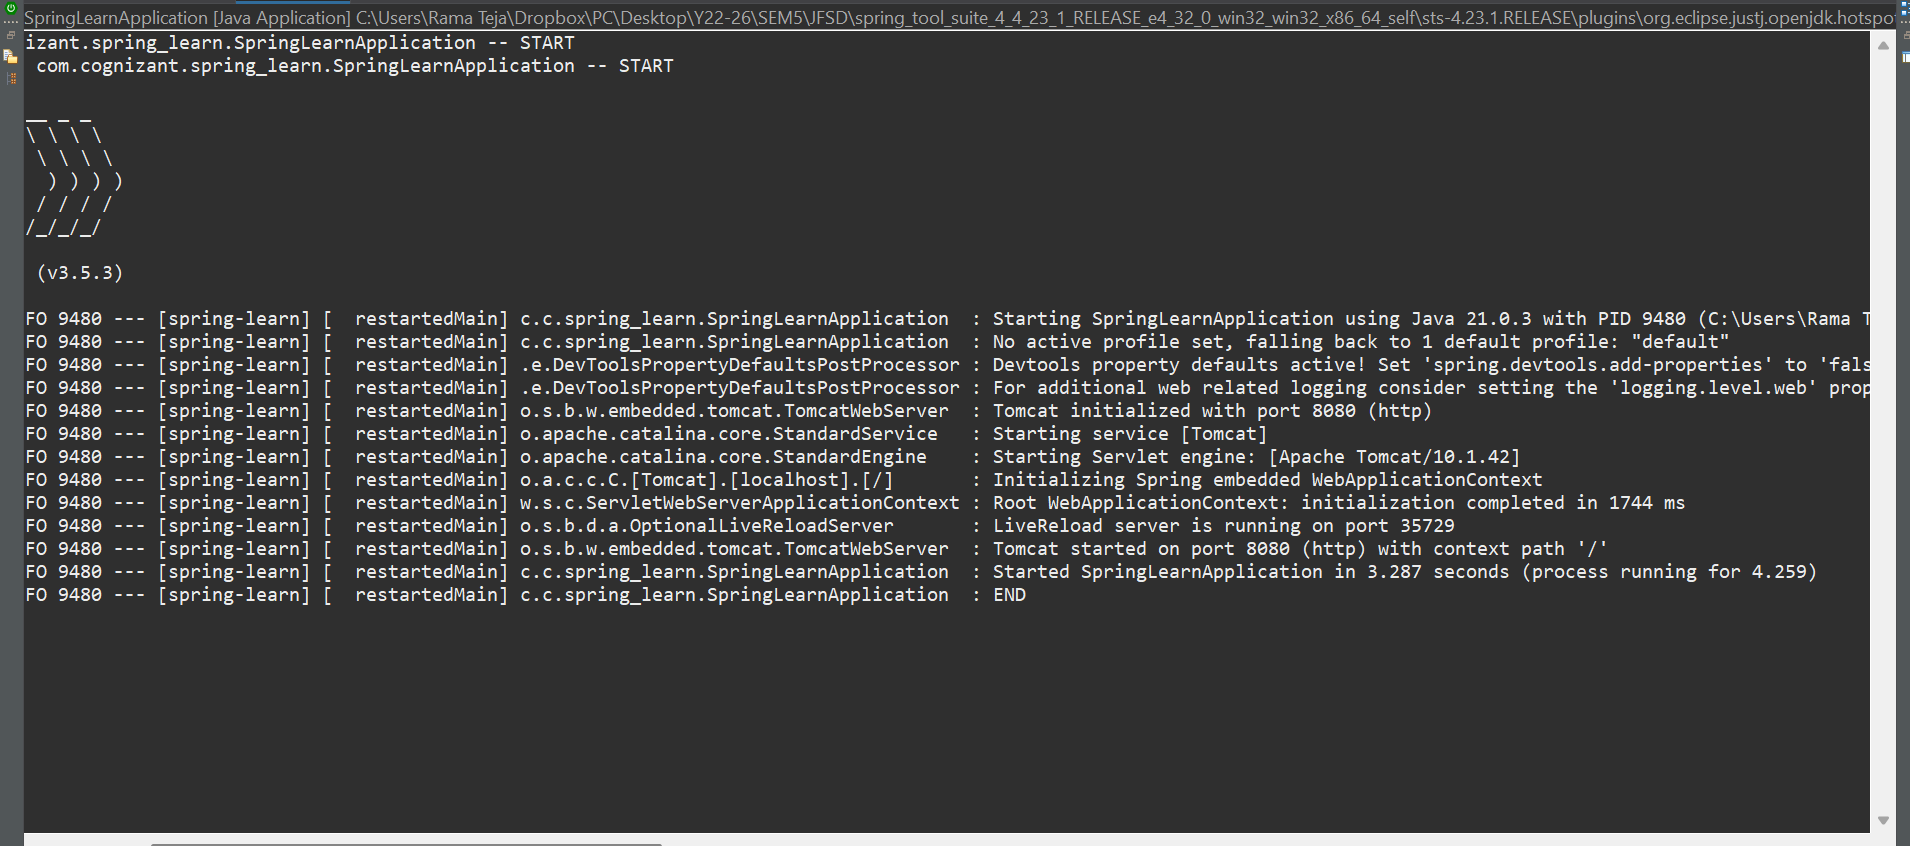 SpringLearnApplication [Java Application] C:\Users\Rama Teja\Dropbox\PC\Desktop\Y22-26\SEM5\JFSD\spring_tool_suite_4_4_23_1_RELEASE_e4_32_0_win32_win32_x86_64_self\sts-4.23.1.RELEASE\plugins\org.eclipse.justj.openjdk.hotspo
izant.spring_learn.SpringLearnApplication -- START
com.cognizant.spring_learn.SpringLearnApplication -- START
__ _ _
\ \ \ \
 \ \ \ \
  ) ) ) )
 / / / /
/_/_/_/
(v3.5.3)
FO 9480 --- [spring-learn] [  restartedMain] c.c.spring_learn.SpringLearnApplication  : Starting SpringLearnApplication using Java 21.0.3 with PID 9480 (C:\Users\Rama T
FO 9480 --- [spring-learn] [  restartedMain] c.c.spring_learn.SpringLearnApplication  : No active profile set, falling back to 1 default profile: "default"
FO 9480 --- [spring-learn] [  restartedMain] .e.DevToolsPropertyDefaultsPostProcessor : Devtools property defaults active! Set 'spring.devtools.add-properties' to 'fals
FO 9480 --- [spring-learn] [  restartedMain] .e.DevToolsPropertyDefaultsPostProcessor : For additional web related logging consider setting the 'logging.level.web' prop
FO 9480 --- [spring-learn] [  restartedMain] o.s.b.w.embedded.tomcat.TomcatWebServer  : Tomcat initialized with port 8080 (http)
FO 9480 --- [spring-learn] [  restartedMain] o.apache.catalina.core.StandardService   : Starting service [Tomcat]
FO 9480 --- [spring-learn] [  restartedMain] o.apache.catalina.core.StandardEngine    : Starting Servlet engine: [Apache Tomcat/10.1.42]
FO 9480 --- [spring-learn] [  restartedMain] o.a.c.c.C.[Tomcat].[localhost].[/]       : Initializing Spring embedded WebApplicationContext
FO 9480 --- [spring-learn] [  restartedMain] w.s.c.ServletWebServerApplicationContext : Root WebApplicationContext: initialization completed in 1744 ms
FO 9480 --- [spring-learn] [  restartedMain] o.s.b.d.a.OptionalLiveReloadServer       : LiveReload server is running on port 35729
FO 9480 --- [spring-learn] [  restartedMain] o.s.b.w.embedded.tomcat.TomcatWebServer  : Tomcat started on port 8080 (http) with context path '/'
FO 9480 --- [spring-learn] [  restartedMain] c.c.spring_learn.SpringLearnApplication  : Started SpringLearnApplication in 3.287 seconds (process running for 4.259)
FO 9480 --- [spring-learn] [  restartedMain] c.c.spring_learn.SpringLearnApplication  : END